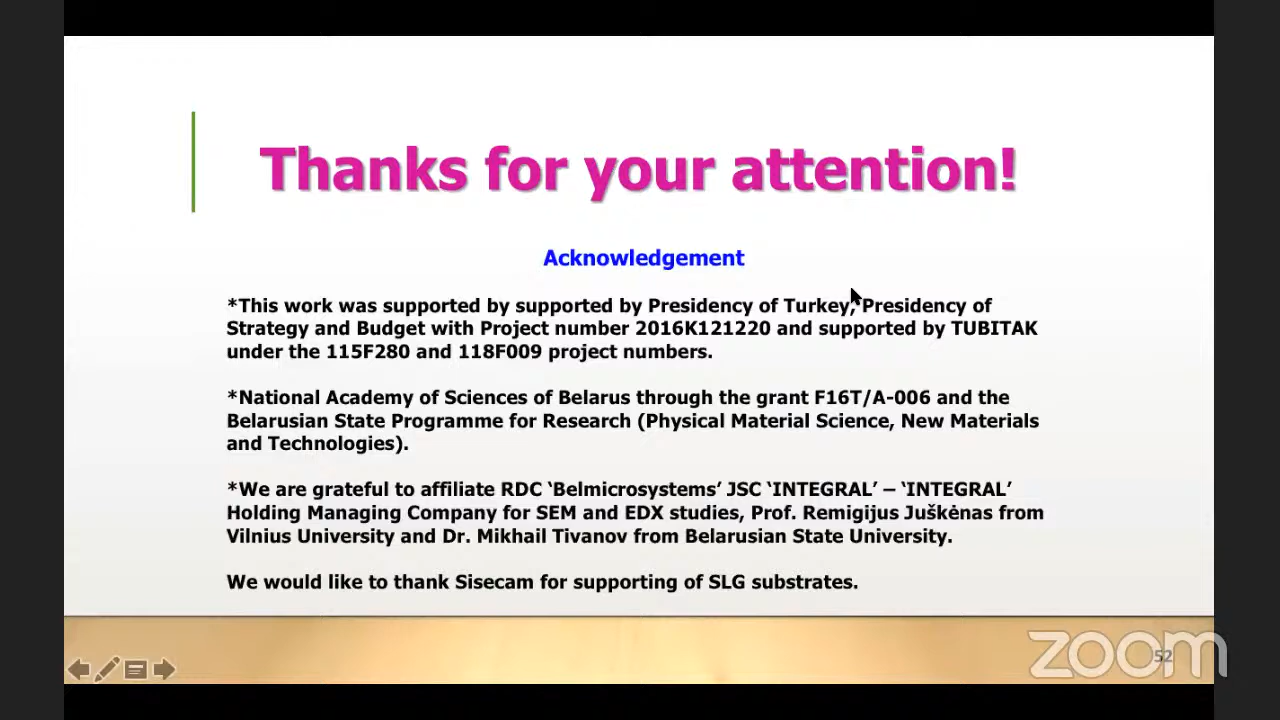 Thanks for your attention!
Acknowledgement
*This work was supported by supported by Presidency of Turkey, Presidency of
Strategy and Budget with Project number 2016K121220 and supported by TUBITAK
under the 115F280 and 118F009 project numbers.
*National Academy of Sciences of Belarus through the grant F16T/A-006 and the
Belarusian State Programme for Research (Physical Material Science, New Materials
and Technologies).
*We are grateful to affiliate RDC ‘Belmicrosystems’ JSC ‘INTEGRAL’ – ‘INTEGRAL’
Holding Managing Company for SEM and EDX studies, Prof. Remigijus Juškėnas from
Vilnius University and Dr. Mikhail Tivanov from Belarusian State University.
We would like to thank Sisecam for supporting of SLG substrates.
52
zoom